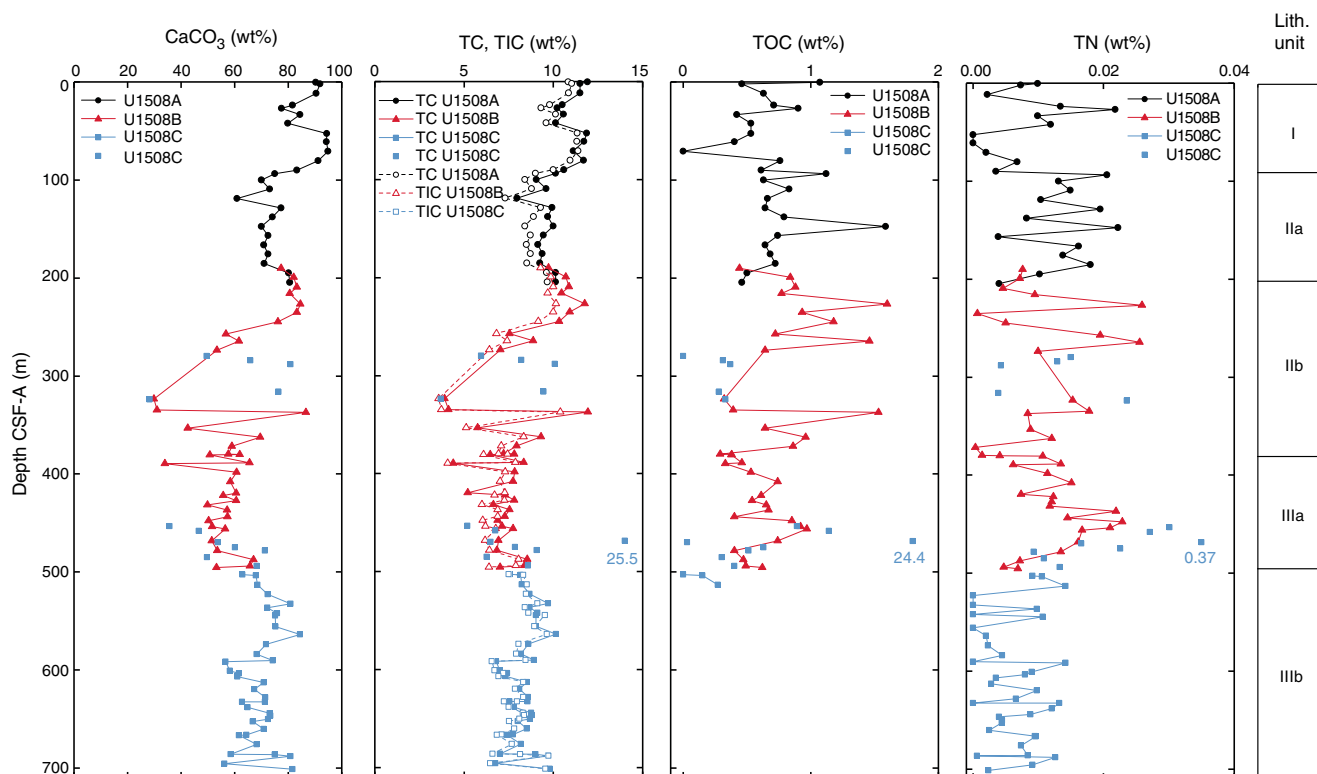 CaCO3 (wt%)
TC, TIC (wt%)
TOC (wt%)
TN (wt%)
Lith.
unit
0 20 40 60 80 100
0 5 10 15
0 1 2
0.00 0.02 0.04
0
100
200
300
400
500
600
700
Depth CSF-A (m)
U1508A
U1508B
U1508C
U1508C
TC U1508A
TC U1508B
TC U1508C
TC U1508C
TC U1508A
TIC U1508B
TIC U1508C
U1508A
U1508B
U1508C
U1508C
U1508A
U1508B
U1508C
U1508C
25.5
24.4
0.37
I
IIa
IIb
IIIa
IIIb